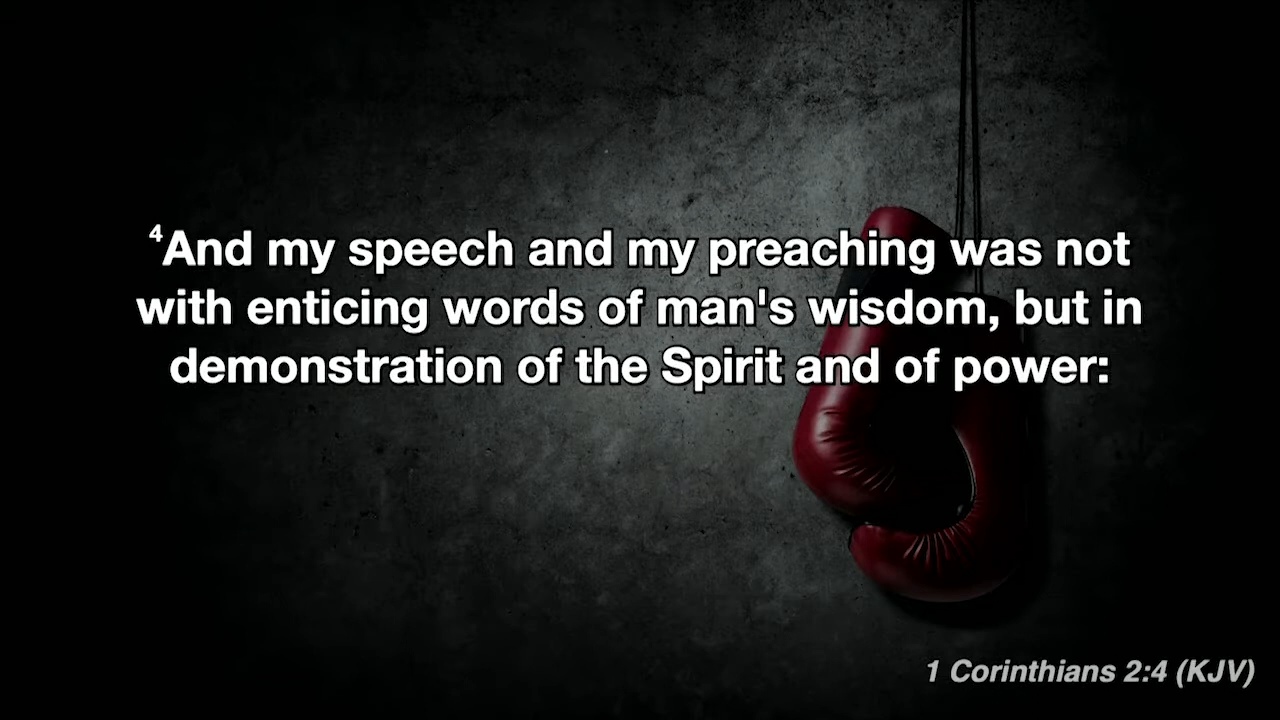 ⁴And my speech and my preaching was not
with enticing words of man's wisdom, but in
demonstration of the Spirit and of power:
1 Corinthians 2:4 (KJV)